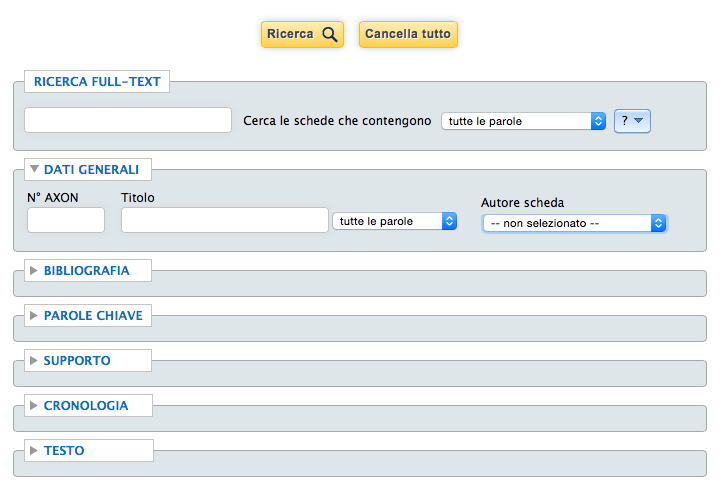 Ricerca Cancella tutto
RICERCA FULL-TEXT
Cerca le schede che contengono tutte le parole ?
DATI GENERALI
N° AXON Titolo Autore scheda
tutte le parole -- non selezionato --
BIBLIOGRAFIA
PAROLE CHIAVE
SUPPORTO
CRONOLOGIA
TESTO